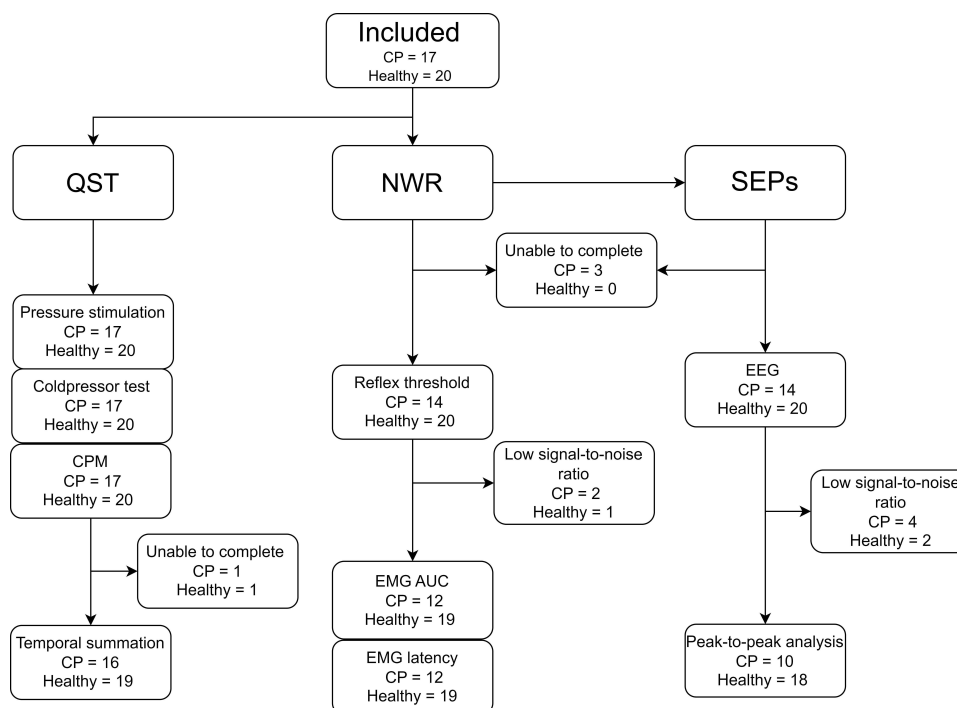 Included
CP = 17
Healthy = 20
QST
NWR
SEPs
Unable to complete
CP = 3
Healthy = 0
Pressure stimulation
CP = 17
Healthy = 20
Coldpressor test
CP = 17
Healthy = 20
CPM
CP = 17
Healthy = 20
Unable to complete
CP = 1
Healthy = 1
Temporal summation
CP = 16
Healthy = 19
Reflex threshold
CP = 14
Healthy = 20
Low signal-to-noise
ratio
CP = 2
Healthy = 1
EMG AUC
CP = 12
Healthy = 19
EMG latency
CP = 12
Healthy = 19
EEG
CP = 14
Healthy = 20
Low signal-to-noise
ratio
CP = 4
Healthy = 2
Peak-to-peak analysis
CP = 10
Healthy = 18